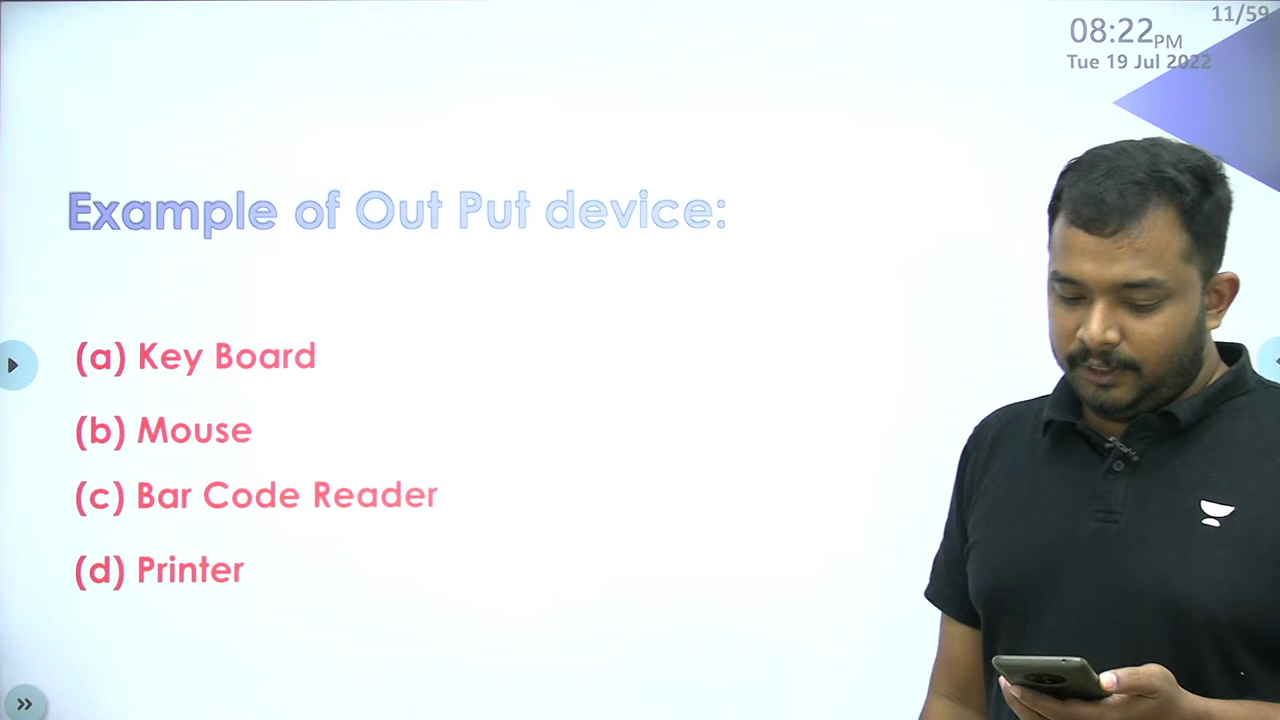 11/59
08:22PM
Tue 19 Jul 2022
Example of Out Put device:
(a) Key Board
(b) Mouse
(c) Bar Code Reader
(d) Printer